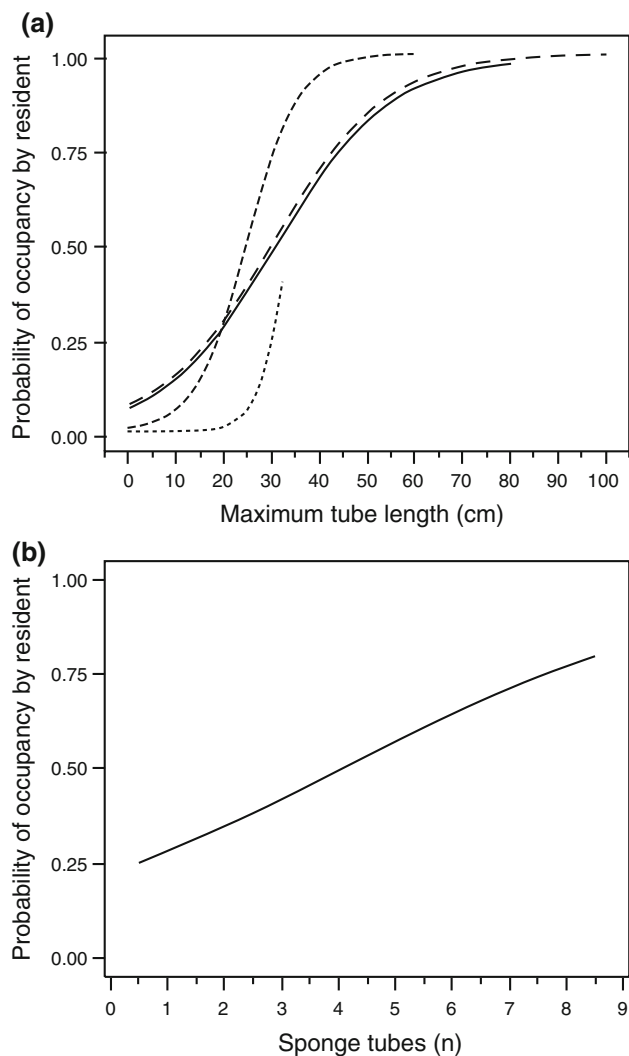 (a)
Probability of occupancy by resident
1.00
0.75
0.50
0.25
0.00
0 10 20 30 40 50 60 70 80 90 100
Maximum tube length (cm)
(b)
Probability of occupancy by resident
1.00
0.75
0.50
0.25
0.00
0 1 2 3 4 5 6 7 8 9
Sponge tubes (n)